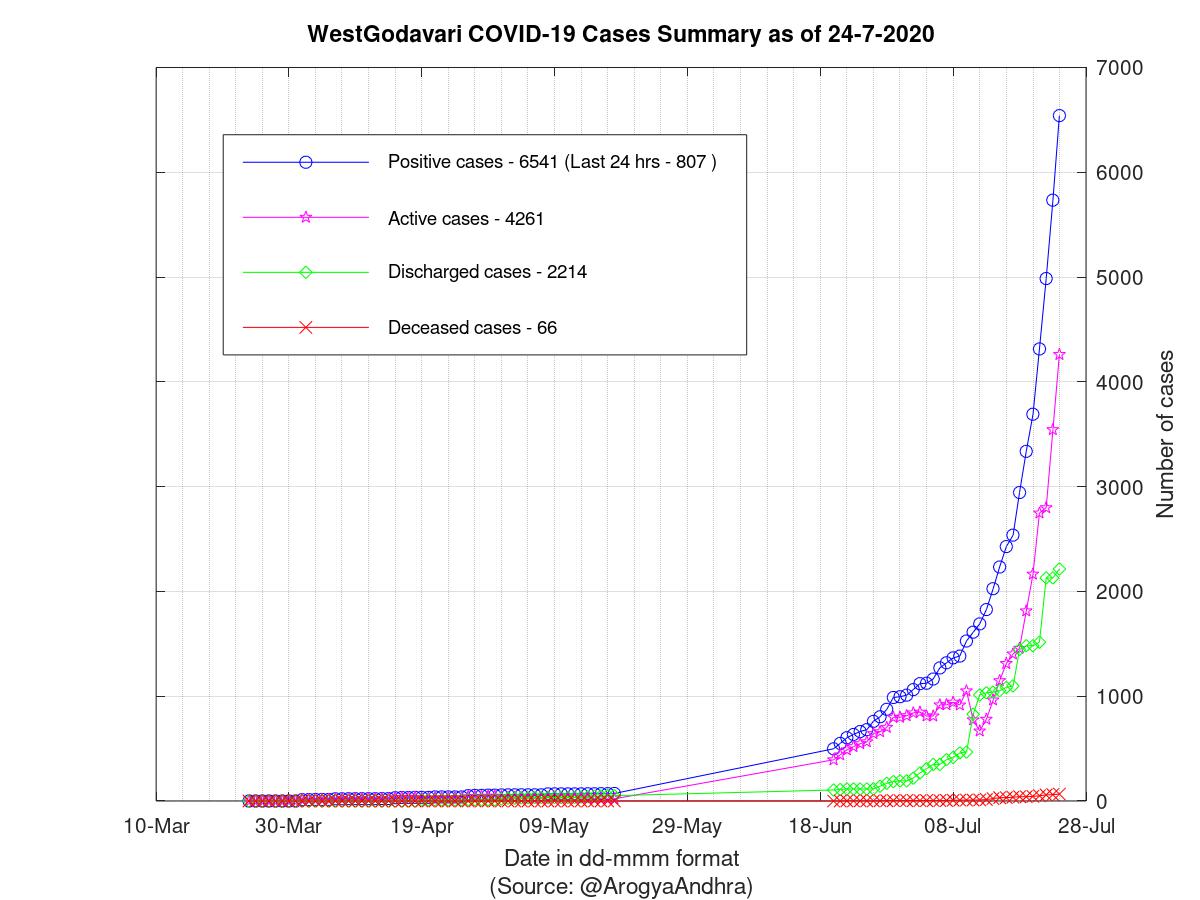 WestGodavari COVID-19 Cases Summary as of 24-7-2020
Positive cases - 6541 (Last 24 hrs - 807 )
Active cases - 4261
Discharged cases - 2214
Deceased cases - 66
7000
6000
5000
4000
3000
2000
1000
0
Number of cases
10-Mar
30-Mar
19-Apr
09-May
29-May
18-Jun
08-Jul
28-Jul
Date in dd-mmm format
(Source: @ArogyaAndhra)